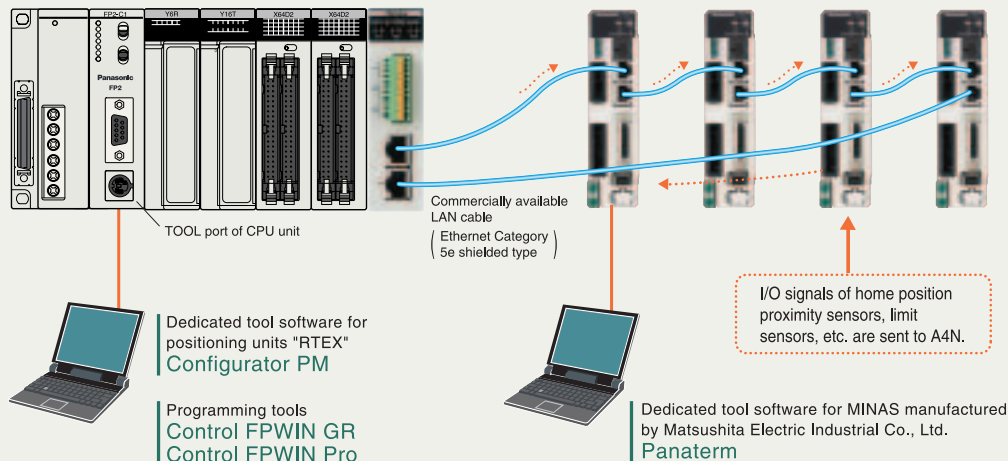 FP2-C1
Y6R
Y16T
X64D2
X64D2
Panasonic
FP2
TOOL port of CPU unit
Commercially available
LAN cable
( Ethernet Category
5e shielded type )
I/O signals of home position
proximity sensors, limit
sensors, etc. are sent to A4N.
Dedicated tool software for
positioning units "RTEX"
Configurator PM
Programming tools
Control FPWIN GR
Control FPWIN Pro
Dedicated tool software for MINAS manufactured
by Matsushita Electric Industrial Co., Ltd.
Panaterm